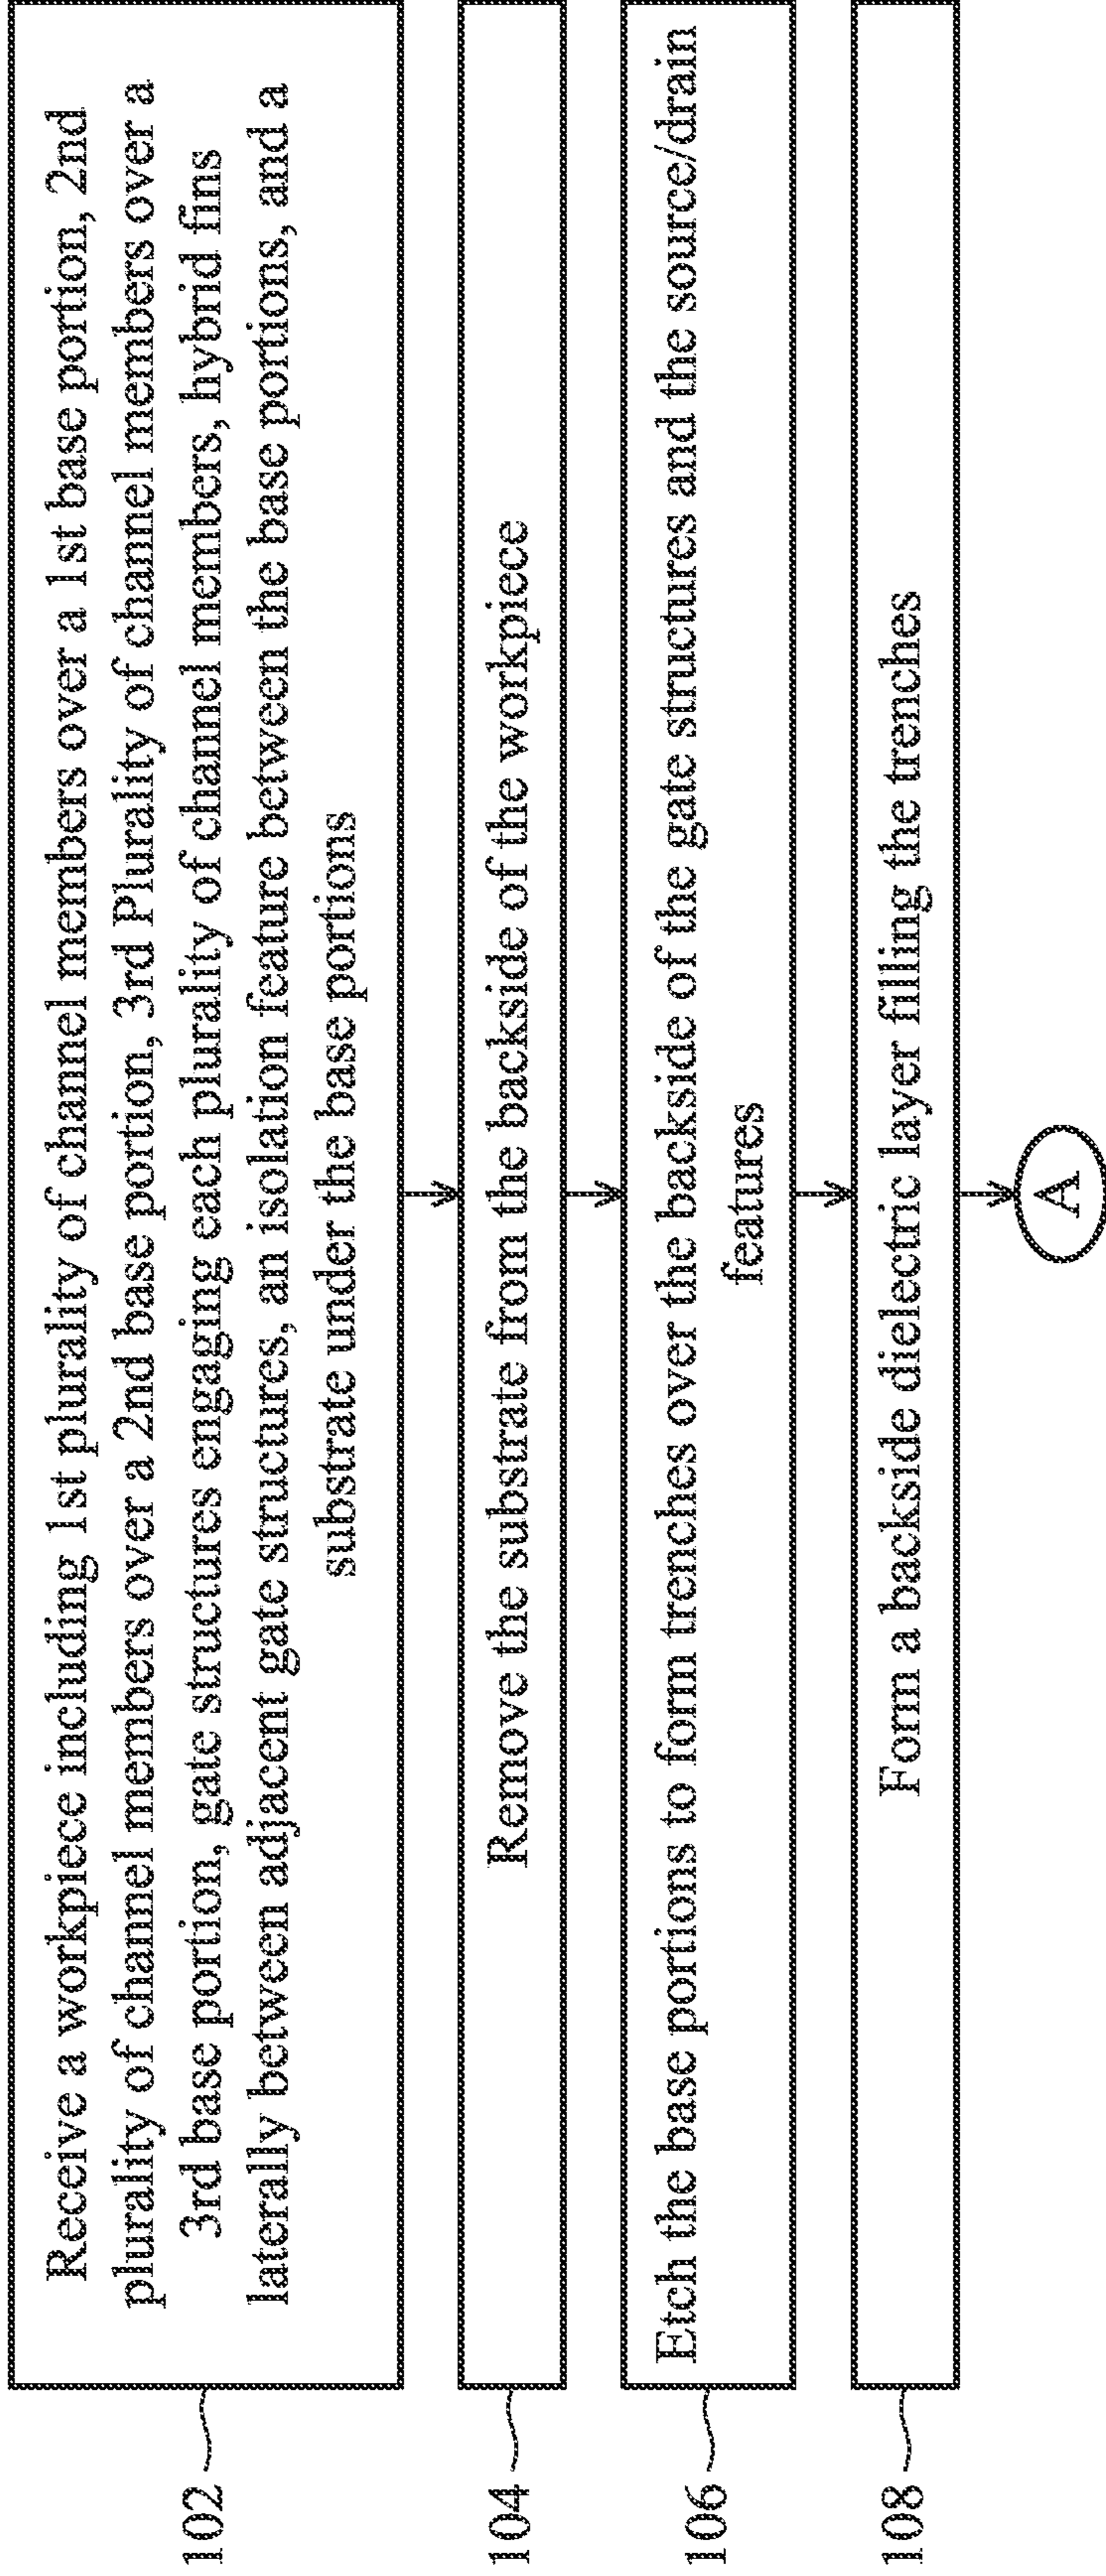 102
Receive a workpiece including 1st plurality of channel members over a 1st base portion, 2nd
plurality of channel members over a 2nd base portion, 3rd Plurality of channel members over a
3rd base portion, gate structures engaging each plurality of channel members, hybrid fins
laterally between adjacent gate structures, an isolation feature between the base portions, and a
substrate under the base portions
104
Remove the substrate from the backside of the workpiece
106
Etch the base portions to form trenches over the backside of the gate structures and the source/drain
features
108
Form a backside dielectric layer filling the trenches
A